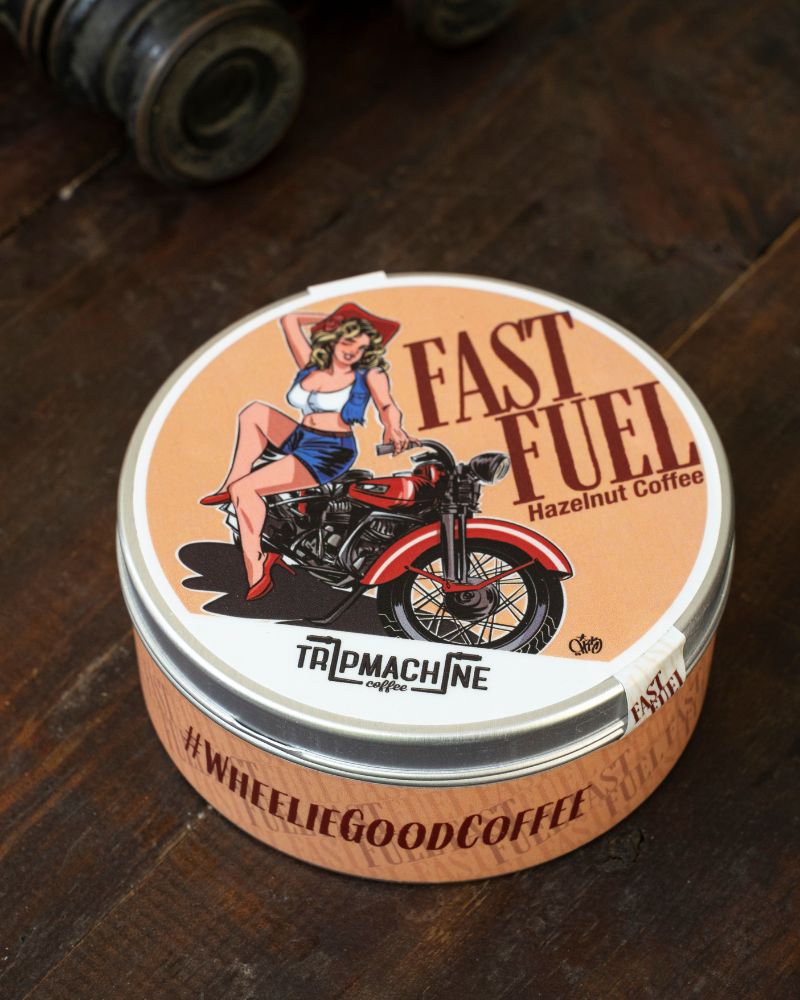 FAST
FUEL
Hazelnut Coffee
TRIPMACHINE
coffee
FAST
FUEL
#WHEELIEGOODCOFFEE